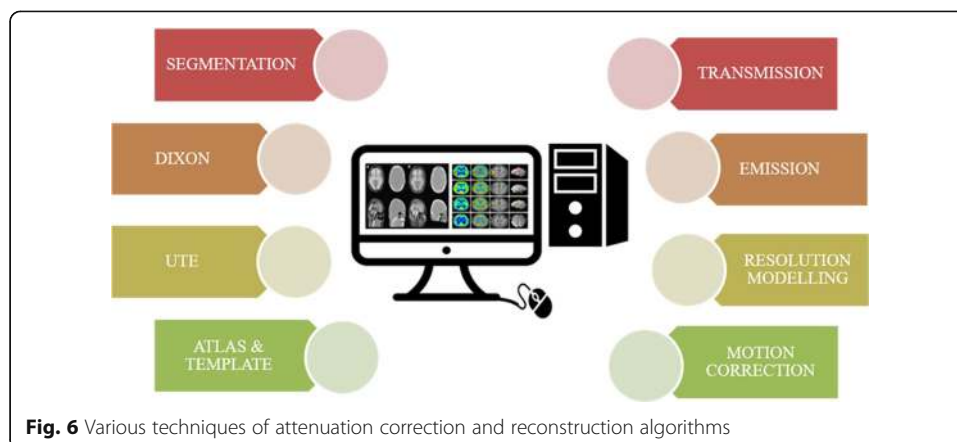 SEGMENTATION
DIXON
UTE
ATLAS &
TEMPLATE
TRANSMISSION
EMISSION
RESOLUTION
MODELLING
MOTION
CORRECTION
Fig. 6 Various techniques of attenuation correction and reconstruction algorithms